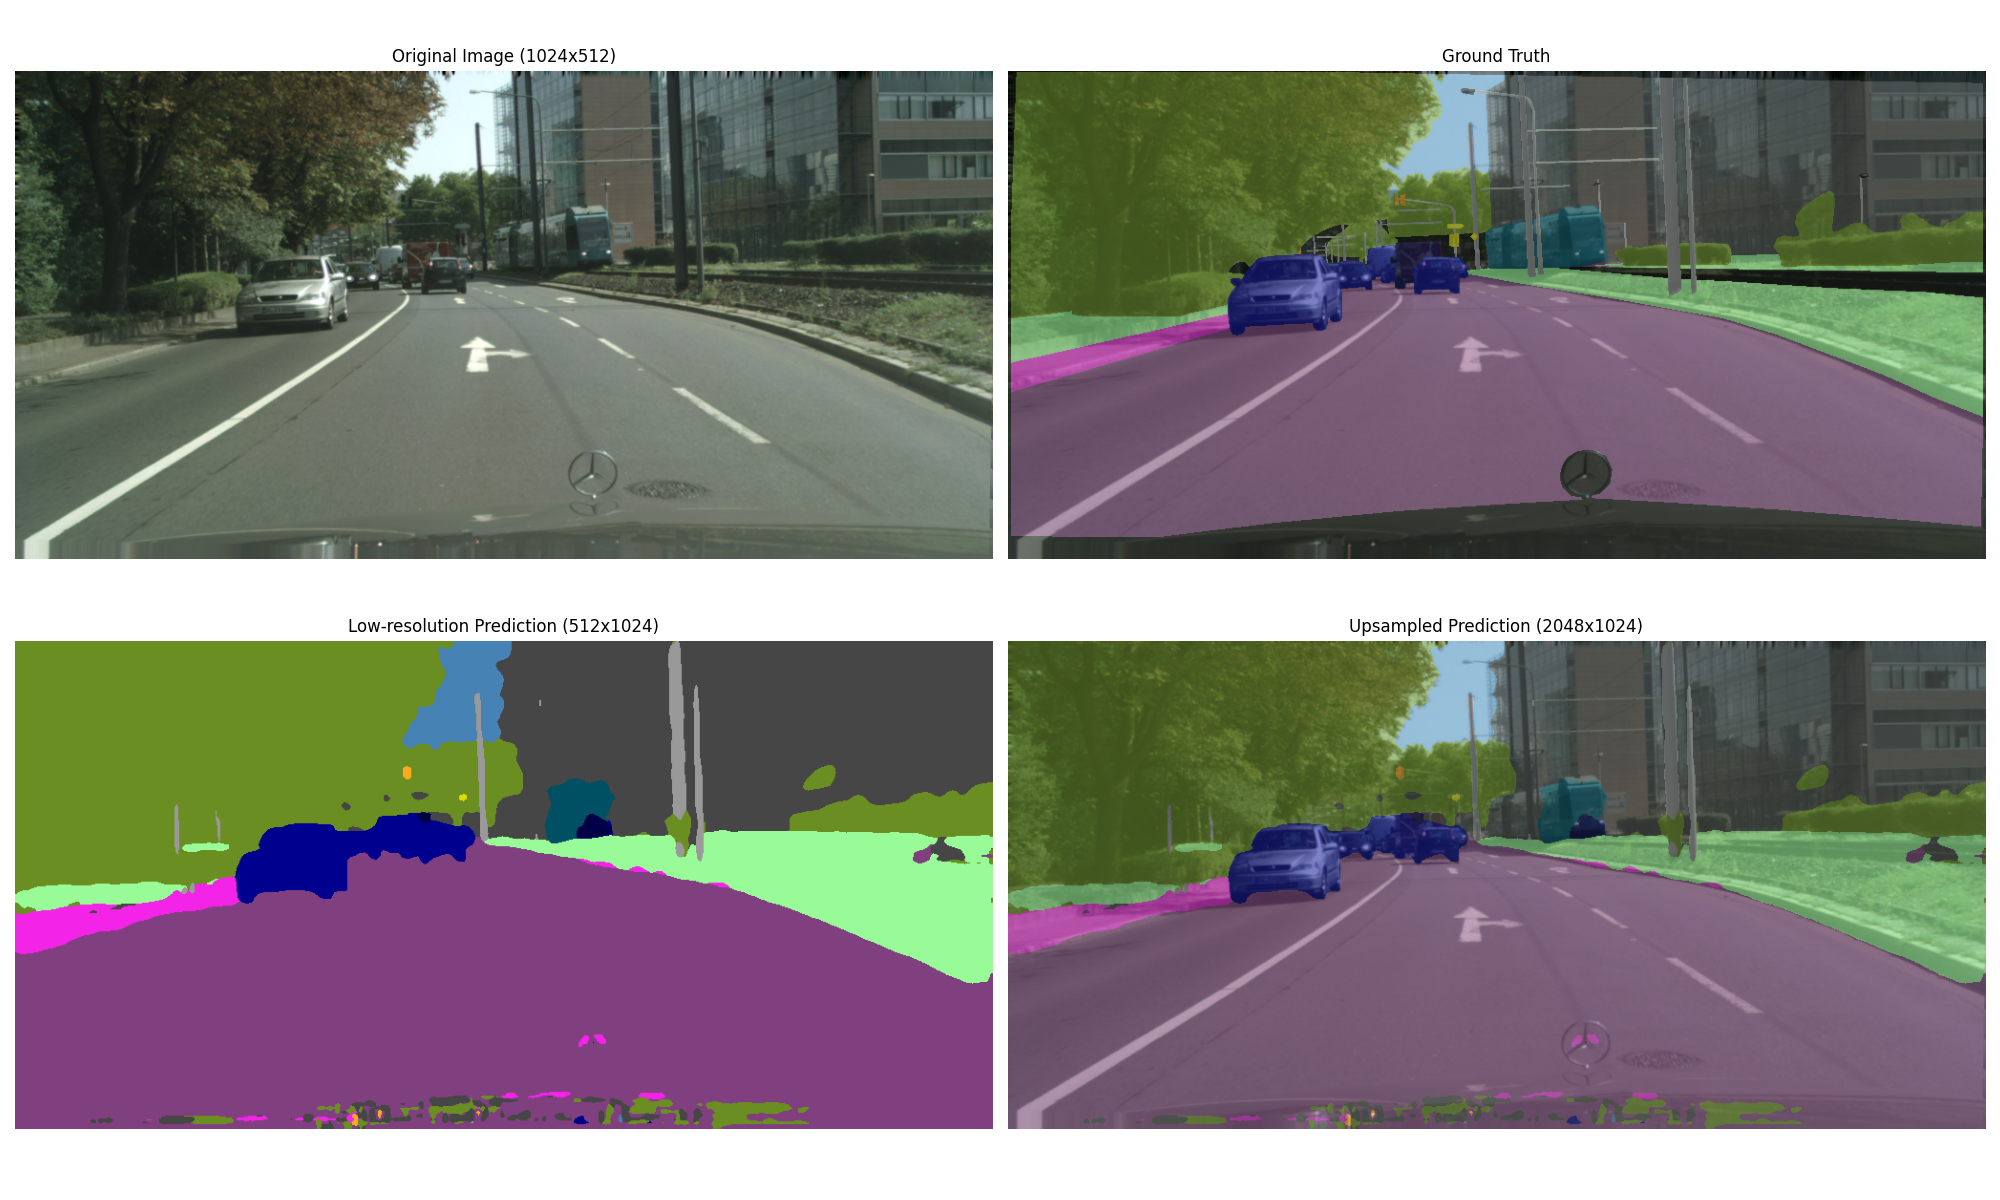 Original Image (1024x512)
Ground Truth
Low-resolution Prediction (512x1024)
Upsampled Prediction (2048x1024)